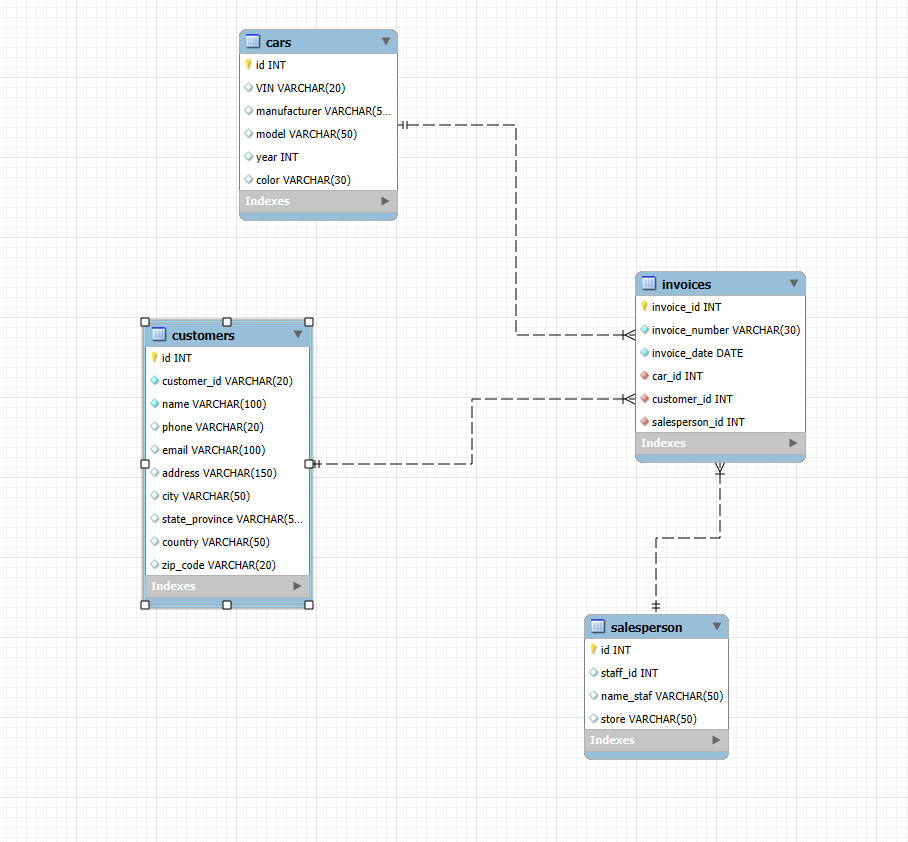 cars
id INT
VIN VARCHAR(20)
manufacturer VARCHAR(5...
model VARCHAR(50)
year INT
color VARCHAR(30)
Indexes
customers
id INT
customer_id VARCHAR(20)
name VARCHAR(100)
phone VARCHAR(20)
email VARCHAR(100)
address VARCHAR(150)
city VARCHAR(50)
state_province VARCHAR(5...
country VARCHAR(50)
zip_code VARCHAR(20)
Indexes
invoices
invoice_id INT
invoice_number VARCHAR(30)
invoice_date DATE
car_id INT
customer_id INT
salesperson_id INT
Indexes
salesperson
id INT
staff_id INT
name_staf VARCHAR(50)
store VARCHAR(50)
Indexes